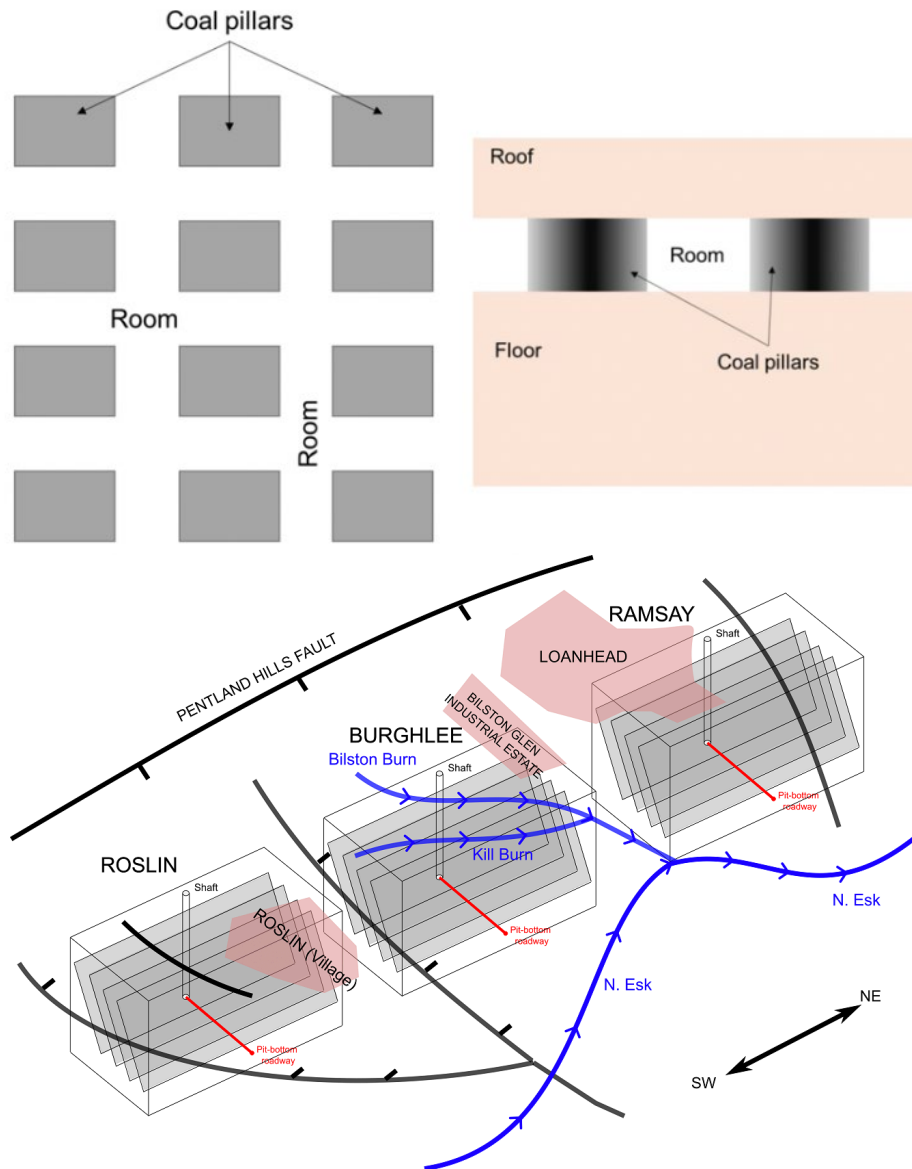 Coal pillars
Room
Room
Roof
Room
Floor
Coal pillars
PENTLAND HILLS FAULT
RAMSAY
Shaft
LOANHEAD
BILSTON GLEN
INDUSTRIAL ESTATE
BURGHLEE
Bilston Burn
Shaft
Pit-bottom
roadway
Kill Burn
N. Esk
ROSLIN
Shaft
ROSLIN (Village)
Pit-bottom
roadway
N. Esk
Pit-bottom
roadway
NE
SW